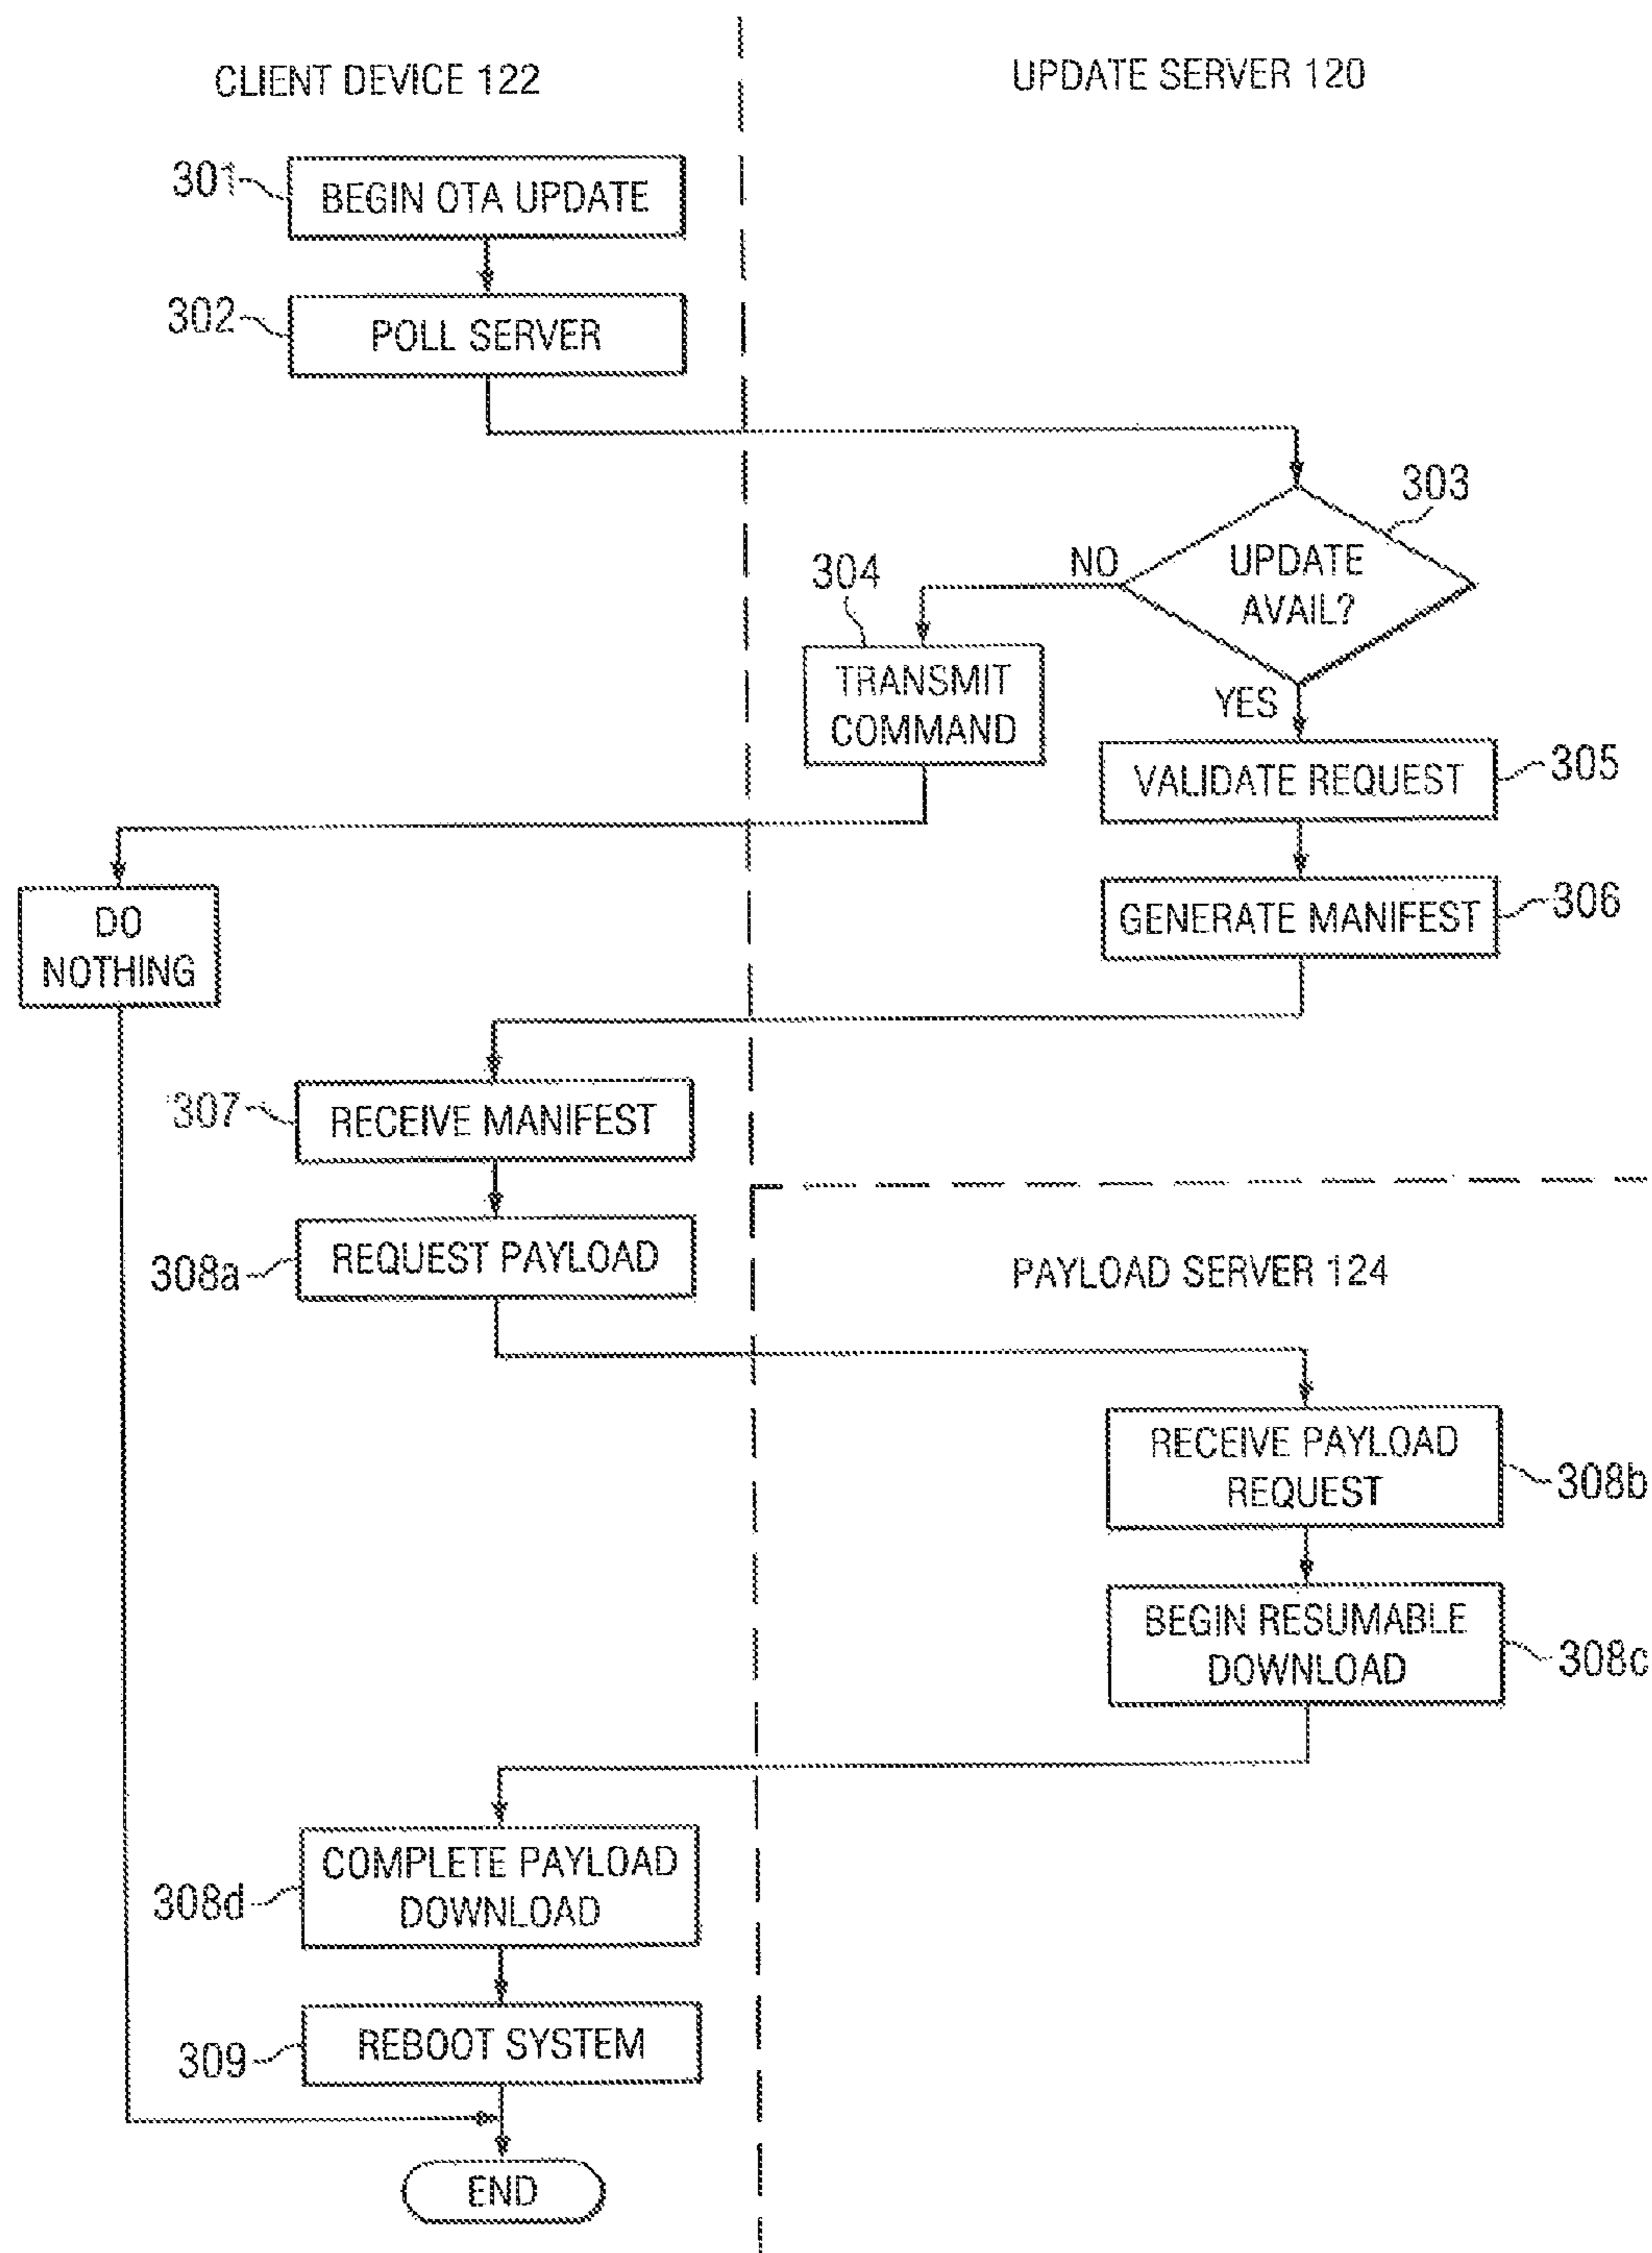 CLIENT DEVICE 122
UPDATE SERVER 120
301
BEGIN OTA UPDATE
302
POLL SERVER
303
UPDATE
AVAIL?
NO
YES
304
TRANSMIT
COMMAND
VALIDATE REQUEST
305
DO
NOTHING
GENERATE MANIFEST
306
307
RECEIVE MANIFEST
308a
REQUEST PAYLOAD
PAYLOAD SERVER 124
RECEIVE PAYLOAD
REQUEST
308b
BEGIN RESUMABLE
DOWNLOAD
308c
308d
COMPLETE PAYLOAD
DOWNLOAD
309
REBOOT SYSTEM
END